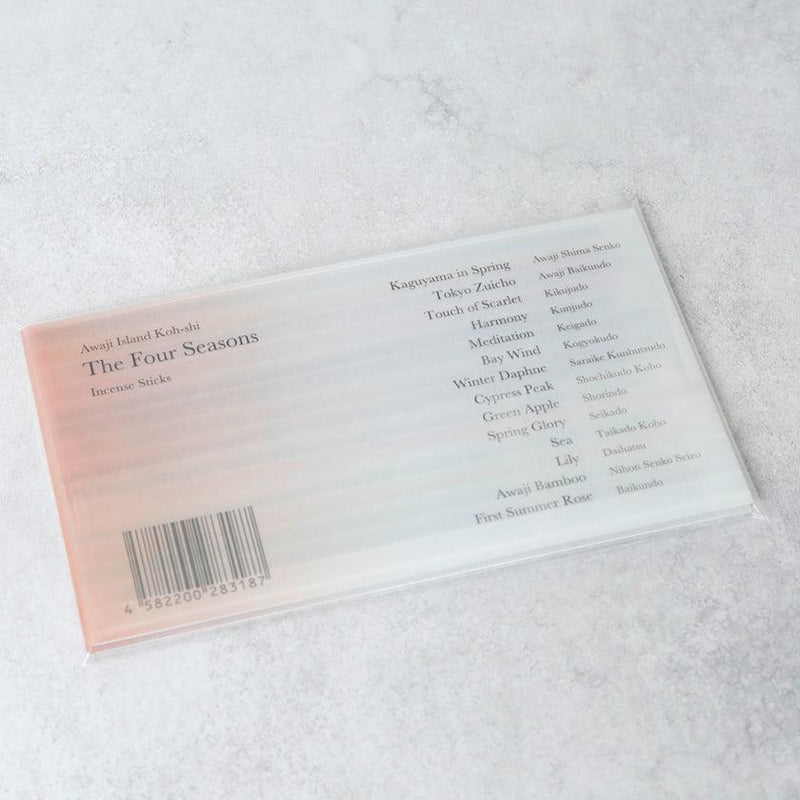 Awaji Island Koh-shi
The Four Seasons
Incense Sticks
Kaguyama in Spring Awaji Shima Senko
Tokyo Zuicho Awaji Baikundo
Touch of Scarlet Kikujudo
Harmony Kunjudo
Meditation Keigado
Bay Wind Kogyokudo
Winter Daphne Saraike Kunbutsudo
Cypress Peak Shochikudo Koho
Green Apple Shorindo
Spring Glory Seikado
Sea Taikado Koho
Lily Daihatsu
Awaji Bamboo Nihon Senko Seizo
First Summer Rose Baikundo
4 582200 283187